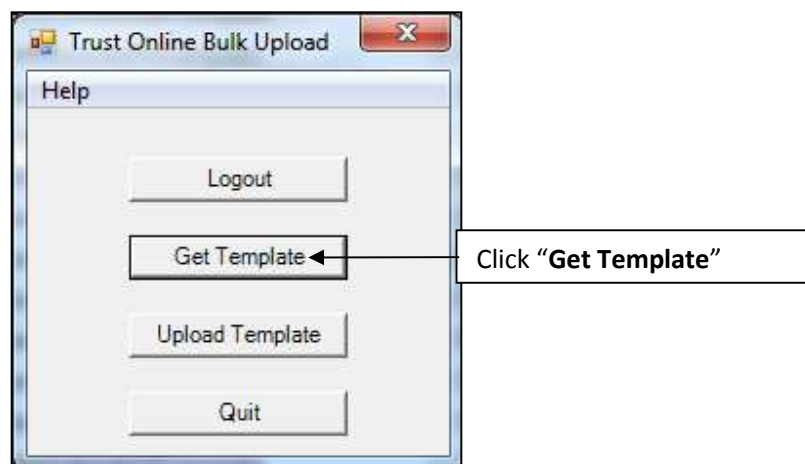 Trust Online Bulk Upload
Help
Logout
Get Template
Click “Get Template”
Upload Template
Quit